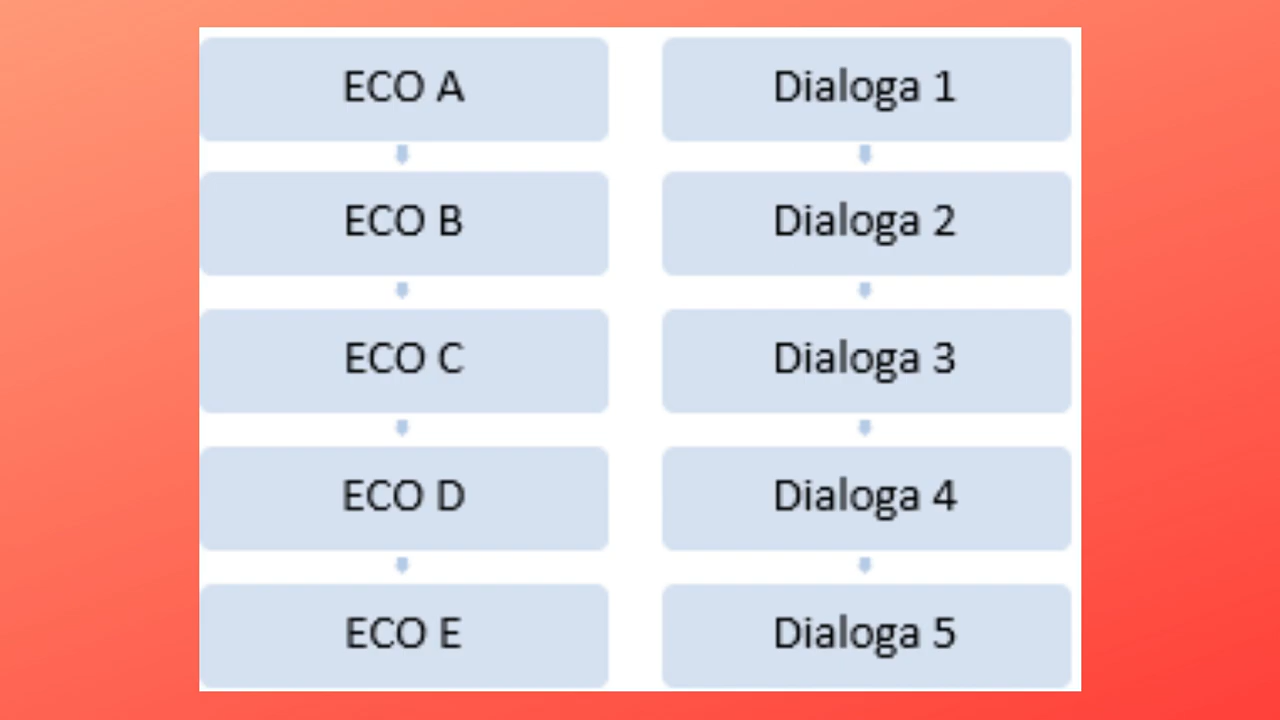 ECO A
ECO B
ECO C
ECO D
ECO E
Dialoga 1
Dialoga 2
Dialoga 3
Dialoga 4
Dialoga 5